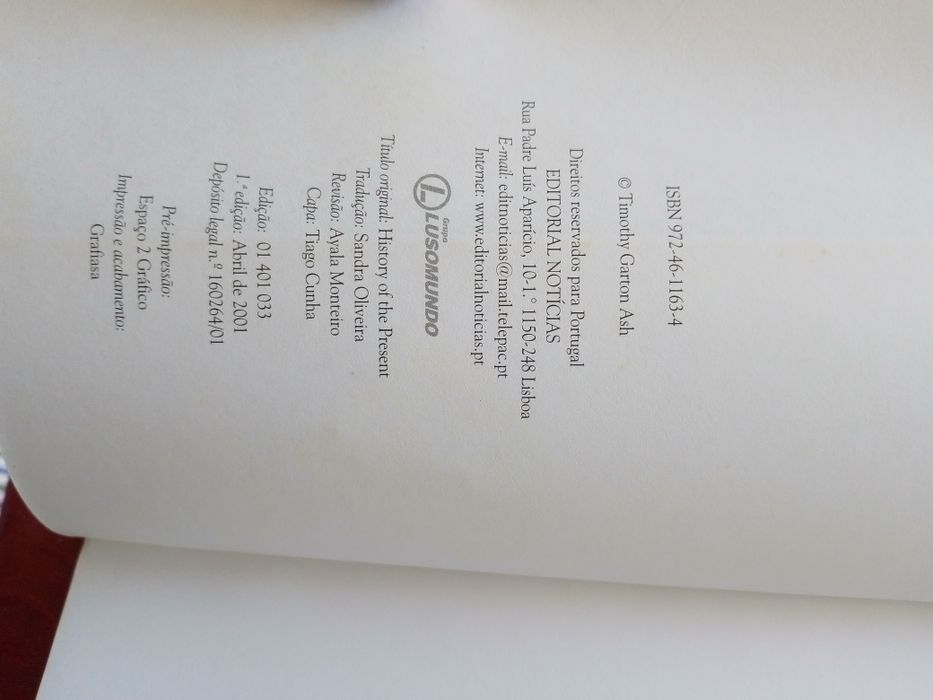 ISBN 972-46-1163-4
© Timothy Garton Ash
Direitos reservados para Portugal
EDITORIAL NOTÍCIAS
Rua Padre Luís Aparício, 10-1.º 1150-248 Lisboa
E-mail: editnoticias@mail.telepac.pt
Internet: www.editorialnoticias.pt
Grupo
LUSOMUNDO
Título original: History of the Present
Tradução: Sandra Oliveira
Revisão: Ayala Monteiro
Capa: Tiago Cunha
Edição: 01 401 033
1.ª edição: Abril de 2001
Depósito legal n.º 160264/01
Pré-impressão:
Espaço 2 Gráfico
Impressão e acabamento:
Grafiasa